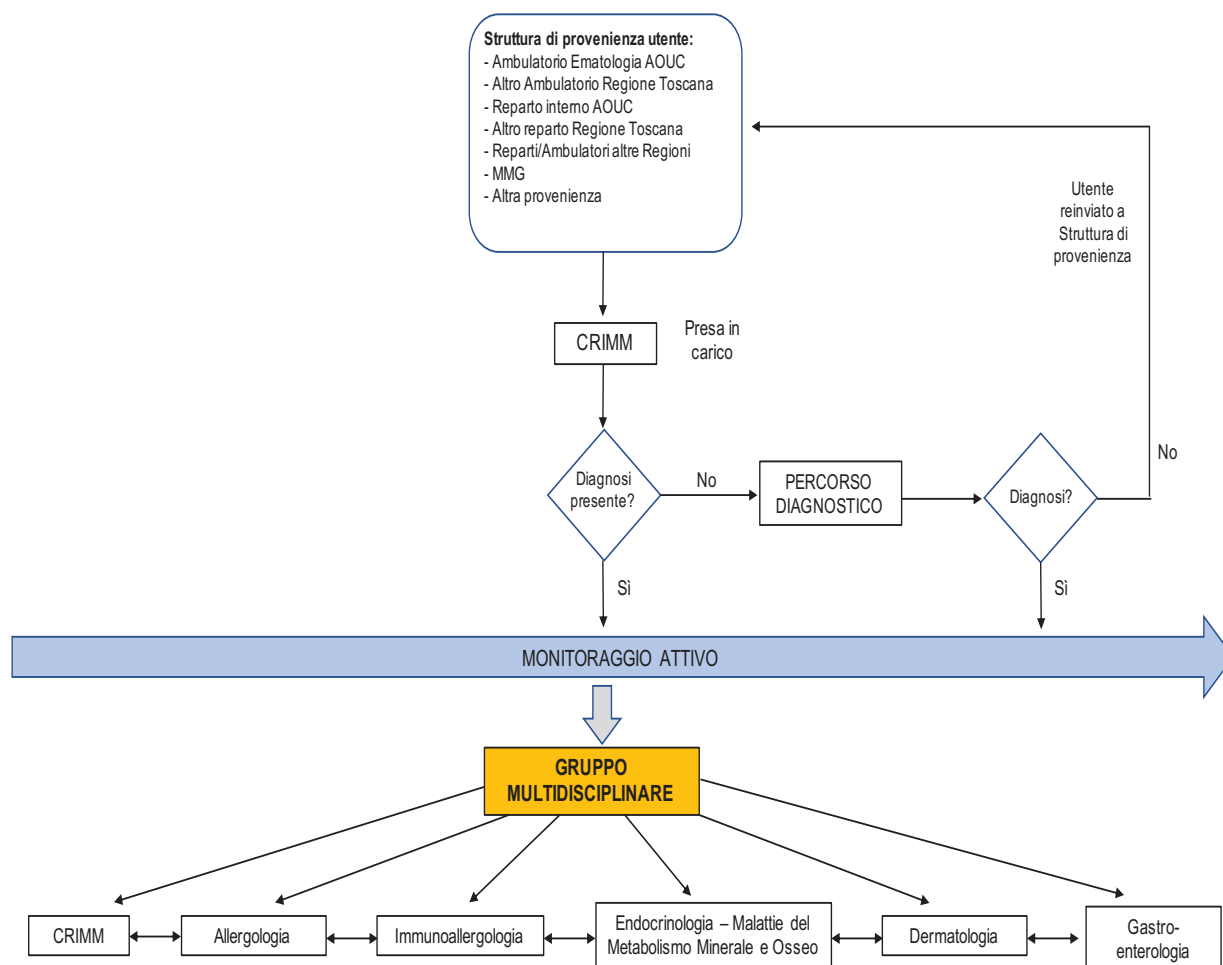 Struttura di provenienza utente:
- Ambulatorio Ematologia AOUC
- Altro Ambulatorio Regione Toscana
- Reparto interno AOUC
- Altro reparto Regione Toscana
- Reparti/Ambulatori altre Regioni
- MMG
- Altra provenienza
Utente
reinviato a
Struttura di
provenienza
CRIMM
Presa in
carico
Diagnosi
presente?
No
PERCORSO
DIAGNOSTICO
Diagnosi?
No
Sì
Sì
MONITORAGGIO ATTIVO
GRUPPO
MULTIDISCIPLINARE
CRIMM
Allergologia
Immunoallergologia
Endocrinologia – Malattie del
Metabolismo Minerale e Osseo
Dermatologia
Gastro-
enterologia